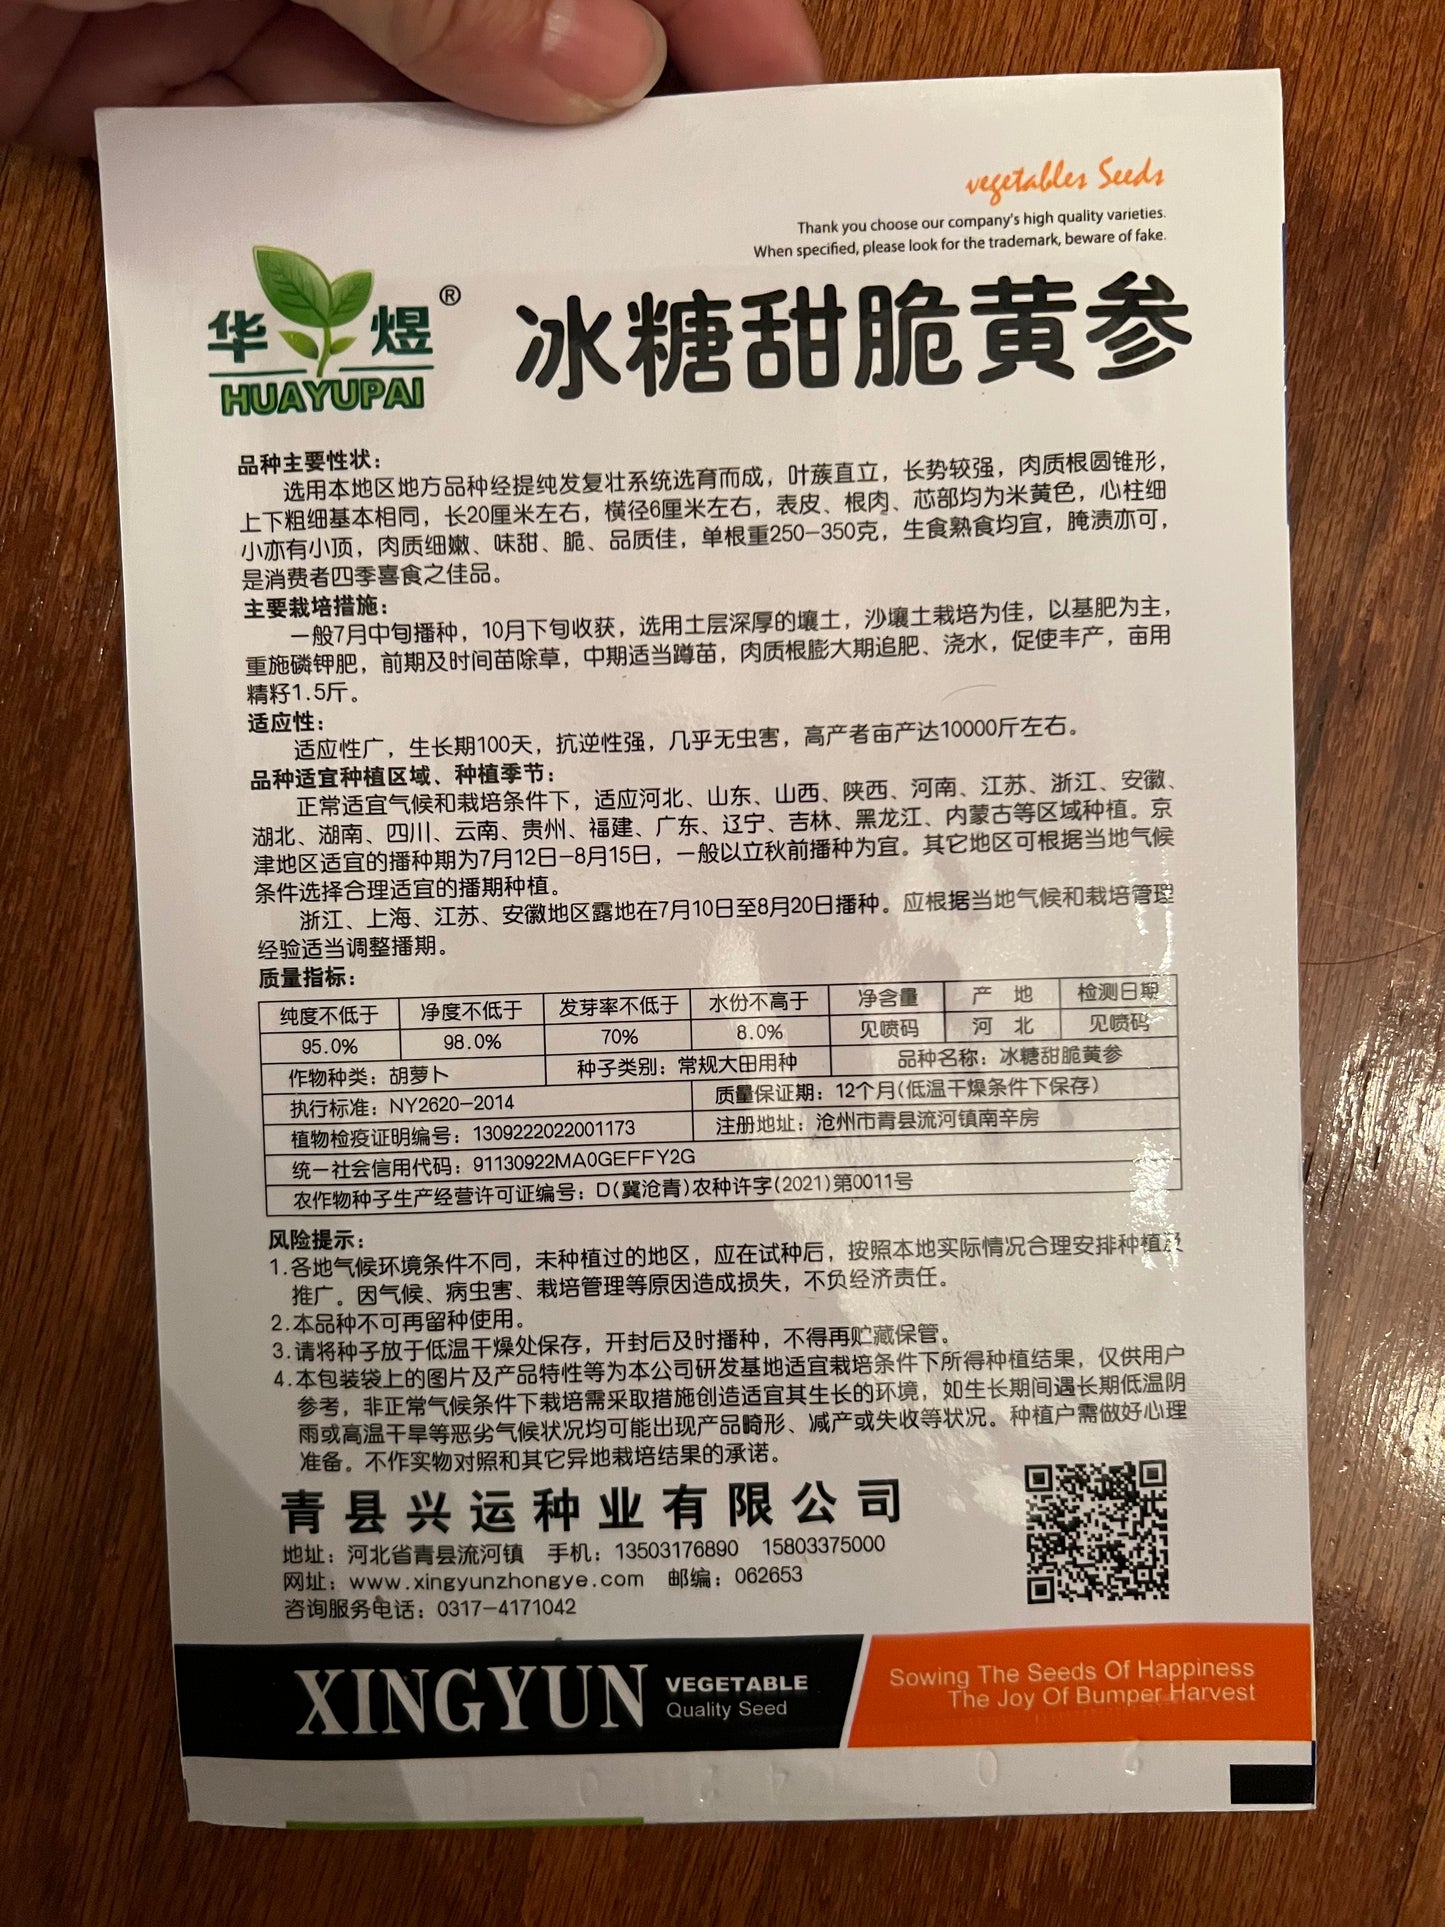 vegetables Seeds
Thank you choose our company's high quality varieties.
When specified, please look for the trademark, beware of fake.
华煜®
HUAYUPAI
冰糖甜脆黄参
品种主要性状：
选用本地区地方品种经提纯发复壮系统选育而成，叶蔟直立，长势较强，肉质根圆锥形，
上下粗细基本相同，长20厘米左右，横径6厘米左右，表皮、根肉、芯部均为米黄色，心柱细
小亦有小顶，肉质细嫩、味甜、脆、品质佳，单根重250-350克，生食熟食均宜，腌渍亦可，
是消费者四季喜食之佳品。
主要栽培措施：
一般7月中旬播种，10月下旬收获，选用土层深厚的壤土，沙壤土栽培为佳，以基肥为主，
重施磷钾肥，前期及时间苗除草，中期适当蹲苗，肉质根膨大期追肥、浇水，促使丰产，亩用
精籽1.5斤。
适应性：
适应性广，生长期100天，抗逆性强，几乎无虫害，高产者亩产达10000斤左右。
品种适宜种植区域、种植季节：
正常适宜气候和栽培条件下，适应河北、山东、山西、陕西、河南、江苏、浙江、安徽、
湖北、湖南、四川、云南、贵州、福建、广东、辽宁、吉林、黑龙江、内蒙古等区域种植。京
津地区适宜的播种期为7月12日-8月15日，一般以立秋前播种为宜。其它地区可根据当地气候
条件选择合理适宜的播期种植。
浙江、上海、江苏、安徽地区露地在7月10日至8月20日播种。应根据当地气候和栽培管理
经验适当调整播期。
质量指标：
纯度不低于 净度不低于 发芽率不低于 水份不高于 净含量 产 地 检测日期
95.0% 98.0% 70% 8.0% 见喷码 河 北 见喷码
作物种类：胡萝卜 种子类别：常规大田用种 品种名称：冰糖甜脆黄参
执行标准：NY2620-2014 质量保证期：12个月(低温干燥条件下保存)
植物检疫证明编号：1309222022001173 注册地址：沧州市青县流河镇南辛房
统一社会信用代码：91130922MA0GEFFY2G
农作物种子生产经营许可证编号：D(冀沧青)农种许字(2021)第0011号
风险提示：
1.各地气候环境条件不同，未种植过的地区，应在试种后，按照本地实际情况合理安排种植及
推广。因气候、病虫害、栽培管理等原因造成损失，不负经济责任。
2.本品种不可再留种使用。
3.请将种子放于低温干燥处保存，开封后及时播种，不得再贮藏保管。
4.本包装袋上的图片及产品特性等为本公司研发基地适宜栽培条件下所得种植结果，仅供用户
参考，非正常气候条件下栽培需采取措施创造适宜其生长的环境，如生长期间遇长期低温阴
雨或高温干旱等恶劣气候状况均可能出现产品畸形、减产或失收等状况。种植户需做好心理
准备。不作实物对照和其它异地栽培结果的承诺。
青县兴运种业有限公司
地址：河北省青县流河镇 手机：13503176890 15803375000
网址：www.xingyunzhongye.com 邮编：062653
咨询服务电话：0317-4171042
XINGYUN VEGETABLE
Quality Seed
Sowing The Seeds Of Happiness
The Joy Of Bumper Harvest